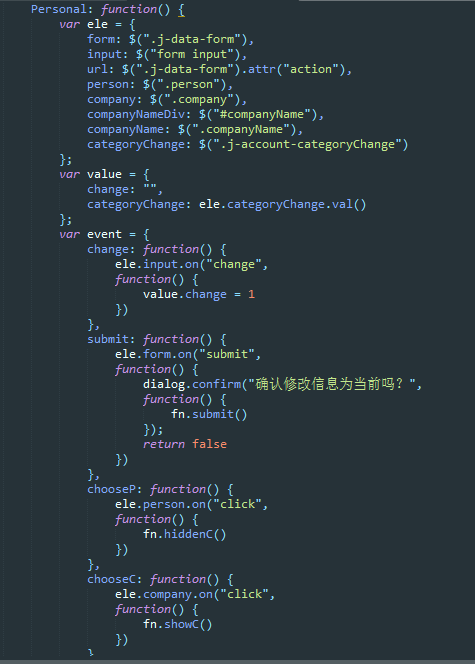 Personal: function() {
var ele = {
form: $(".j-data-form"),
input: $("form input"),
url: $(".j-data-form").attr("action"),
person: $(".person"),
company: $(".company"),
companyNameDiv: $("#companyName"),
companyName: $(".companyName"),
categoryChange: $(".j-account-categoryChange")
};
var value = {
change: "",
categoryChange: ele.categoryChange.val()
};
var event = {
change: function() {
ele.input.on("change",
function() {
value.change = 1
})
},
submit: function() {
ele.form.on("submit",
function() {
dialog.confirm("确认修改信息为当前吗？",
function() {
fn.submit()
});
return false
})
},
chooseP: function() {
ele.person.on("click",
function() {
fn.hiddenC()
})
},
chooseC: function() {
ele.company.on("click",
function() {
fn.showC()
})
}